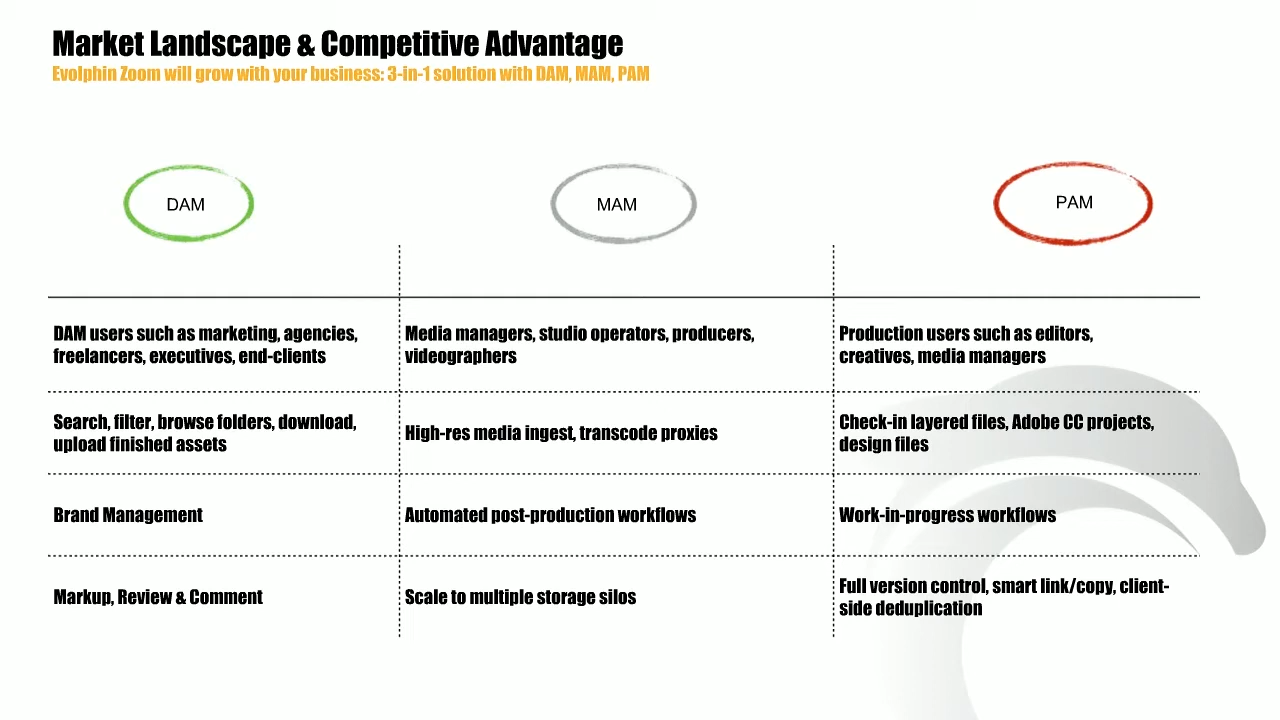 Market Landscape & Competitive Advantage
Evolphin Zoom will grow with your business: 3-in-1 solution with DAM, MAM, PAM
DAM
MAM
PAM
DAM users such as marketing, agencies,
freelancers, executives, end-clients
Media managers, studio operators, producers,
videographers
Production users such as editors,
creatives, media managers
Search, filter, browse folders, download,
upload finished assets
High-res media ingest, transcode proxies
Check-in layered files, Adobe CC projects,
design files
Brand Management
Automated post-production workflows
Work-in-progress workflows
Markup, Review & Comment
Scale to multiple storage silos
Full version control, smart link/copy, client-
side deduplication